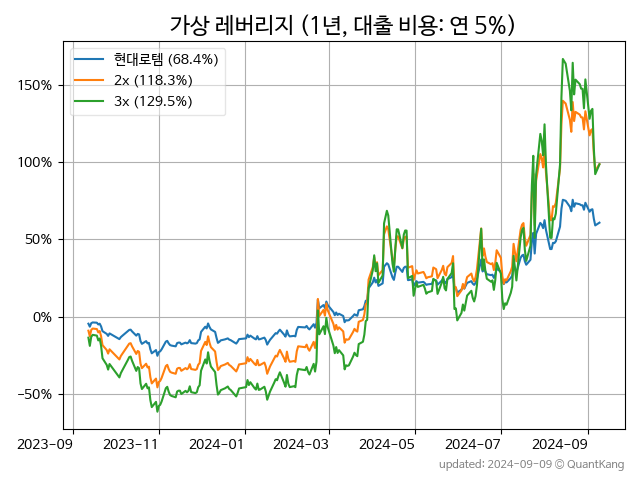 가상 레버리지 (1년, 대출 비용: 연 5%)
현대로템 (68.4%)
2x (118.3%)
3x (129.5%)
150%
100%
50%
0%
−50%
2023-09 2023-11 2024-01 2024-03 2024-05 2024-07 2024-09
updated: 2024-09-09 © QuantKang